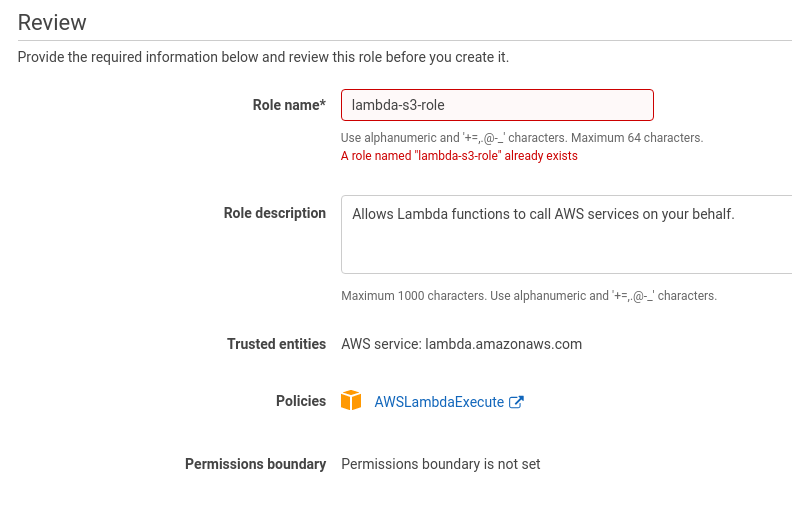 Review
Provide the required information below and review this role before you create it.
Role name*
lambda-s3-role
Use alphanumeric and '+=,.@-_' characters. Maximum 64 characters.
A role named "lambda-s3-role" already exists
Role description
Allows Lambda functions to call AWS services on your behalf.
Maximum 1000 characters. Use alphanumeric and '+=,.@-_' characters.
Trusted entities
AWS service: lambda.amazonaws.com
Policies
AWSLambdaExecute
Permissions boundary
Permissions boundary is not set